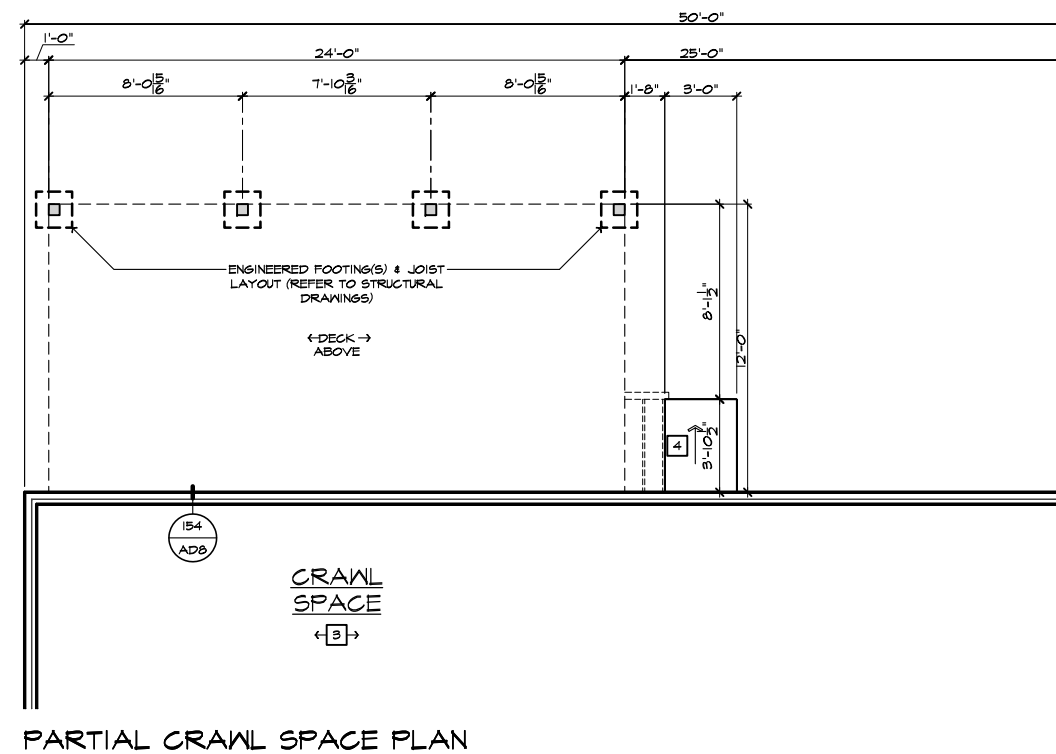 50'-0"
1'-0"
24'-0"
25'-0"
8'-0 15/16"
7'-10 3/16"
8'-0 15/16"
1'-8"
3'-0"
ENGINEERED FOOTING(S) & JOIST
LAYOUT (REFER TO STRUCTURAL
DRAWINGS)
DECK
ABOVE
8'-1 1/2"
12'-0"
4
3'-10 1/2"
154
AD8
CRAWL
SPACE
3
PARTIAL CRAWL SPACE PLAN